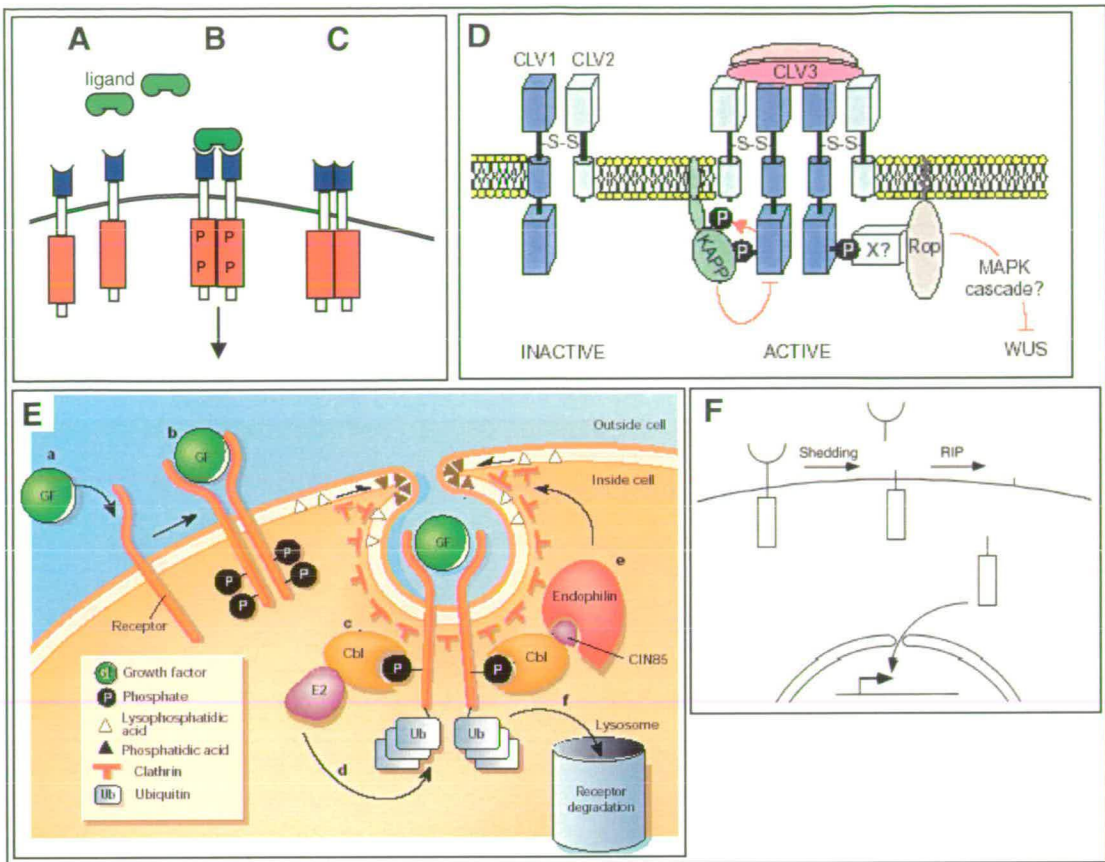 A
B
C
ligand
P P
P P
D
CLV1
CLV2
CLV3
-S-S-
-S-S-
S-S
P
KAPP
P
P
X?
Rop
MAPK
cascade?
INACTIVE
ACTIVE
WUS
E
a
GF
b
GF
Outside cell
Inside cell
P
P
P
P
GF
Receptor
e
Endophilin
c
Cbl
P
P
Cbl
CIN85
E2
f
Lysosome
Ub
Ub
d
Receptor
degradation
GF Growth factor
P Phosphate
Lysophosphatidic
acid
Phosphatidic acid
Clathrin
Ub Ubiquitin
F
Shedding
RIP